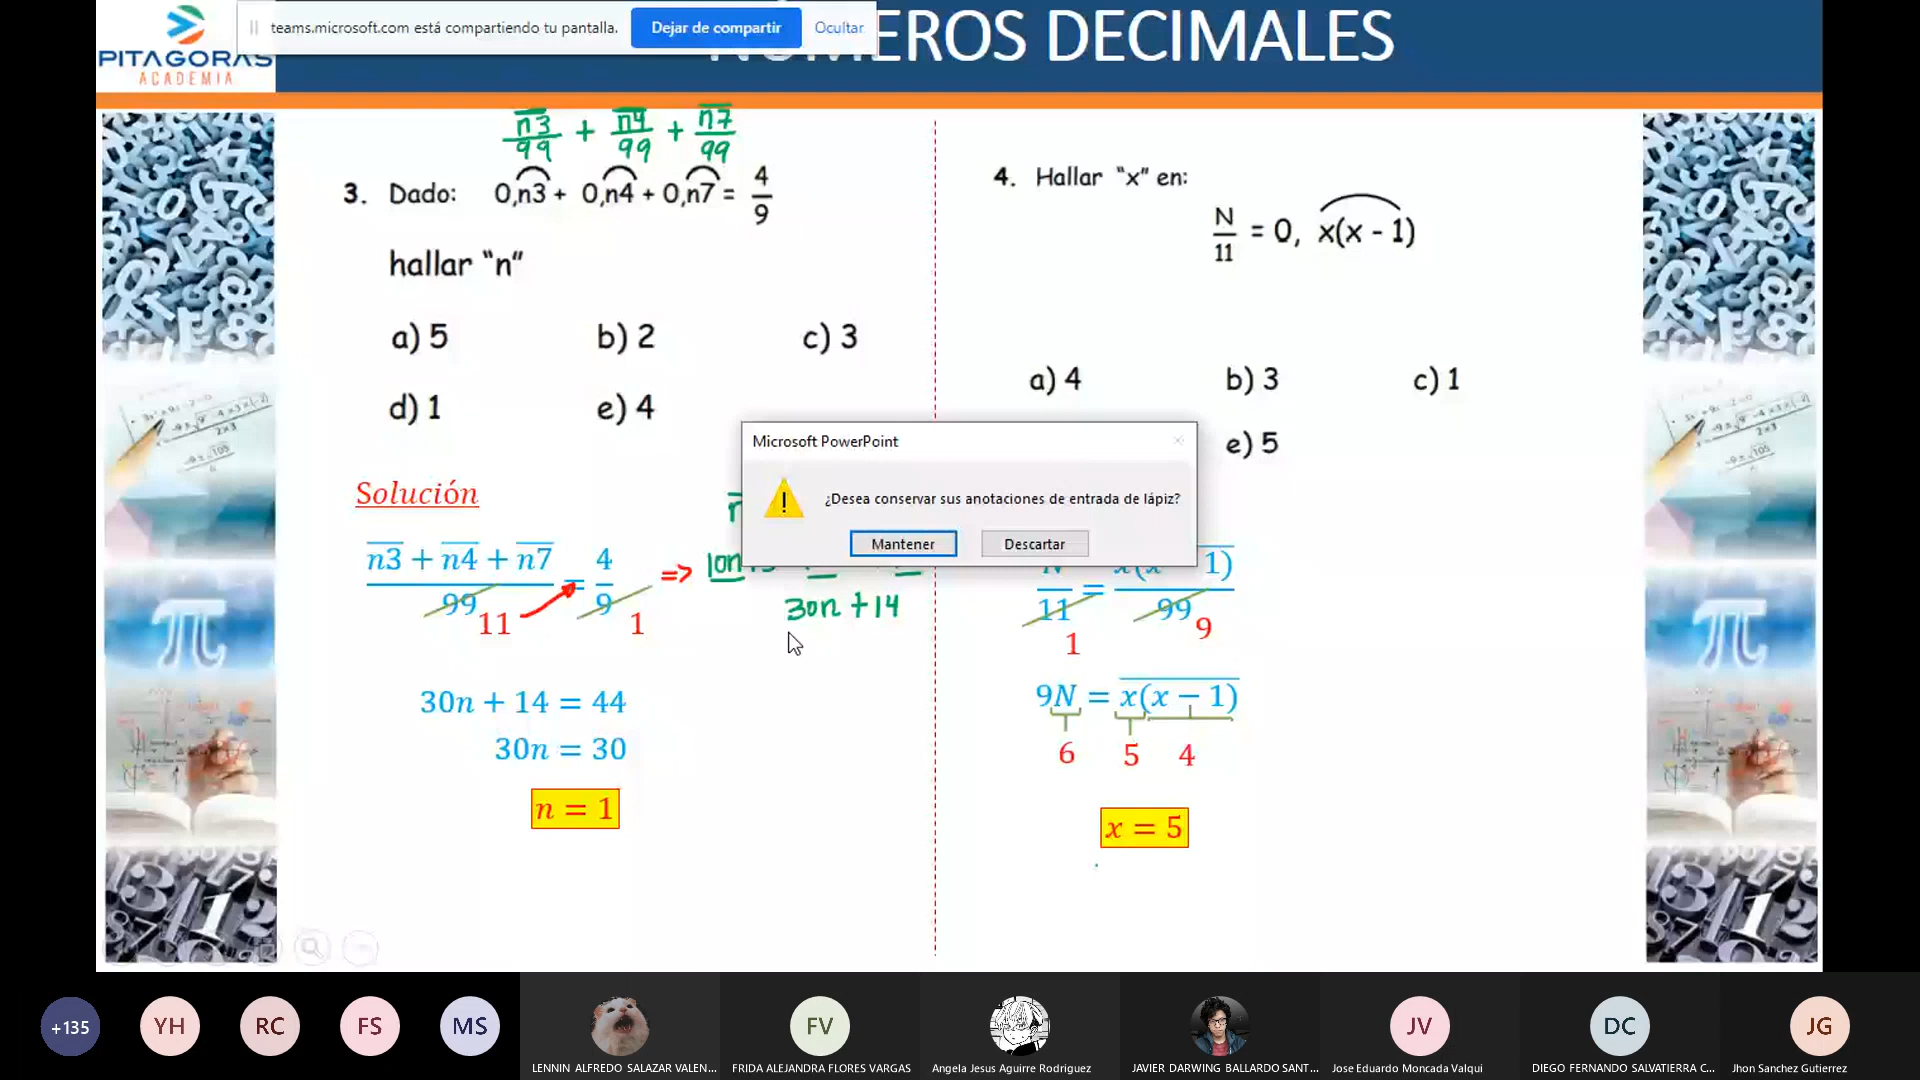 PITAGORAS
ACADEMIA
teams.microsoft.com está compartiendo tu pantalla.
Dejar de compartir
Ocultar
NÚMEROS DECIMALES
n3/99 + n4/99 + n7/99
3. Dado: 0,n3 + 0,n4 + 0,n7 = 4/9
hallar “n”
a) 5 b) 2 c) 3
d) 1 e) 4
Solución
n3 + n4 + n7 / 99 = 4/9 =>
11 1
30n + 14
30n + 14 = 44
30n = 30
n = 1
4. Hallar “x” en:
N/11 = 0, x(x - 1)
a) 4 b) 3 c) 1
e) 5
Microsoft PowerPoint
¿Desea conservar sus anotaciones de entrada de lápiz?
Mantener
Descartar
11 = 99
1 9
9N = x(x − 1)
6 5 4
x = 5
+135
YH
RC
FS
MS
LENNIN ALFREDO SALAZAR VALEN...
FV
FRIDA ALEJANDRA FLORES VARGAS
Angela Jesus Aguirre Rodriguez
JAVIER DARWING BALLARDO SANT...
JV
Jose Eduardo Moncada Valqui
DC
DIEGO FERNANDO SALVATIERRA C...
JG
Jhon Sanchez Gutierrez